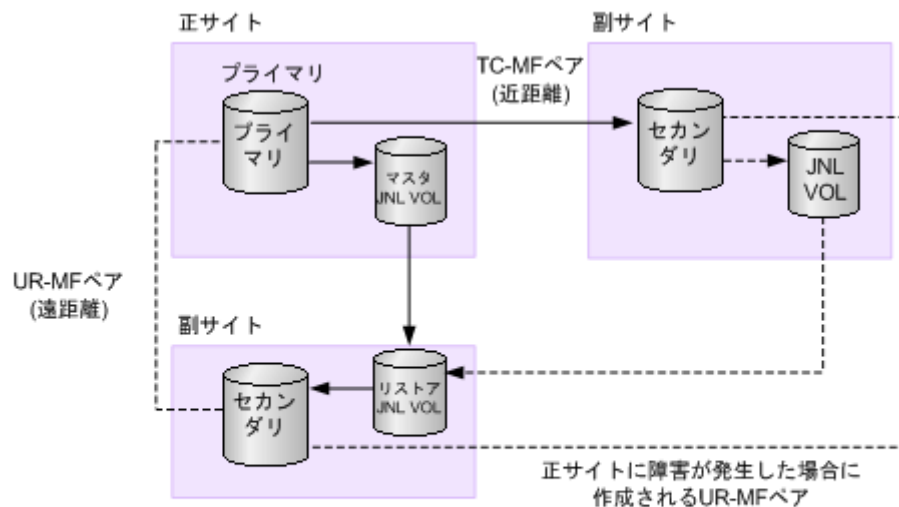 正サイト
副サイト
プライマリ
TC-MFペア
(近距離)
プライ
マリ
セカン
ダリ
マスタ
JNL VOL
JNL
VOL
UR-MFペア
(遠距離)
副サイト
セカン
ダリ
リストア
JNL VOL
正サイトに障害が発生した場合に
作成されるUR-MFペア